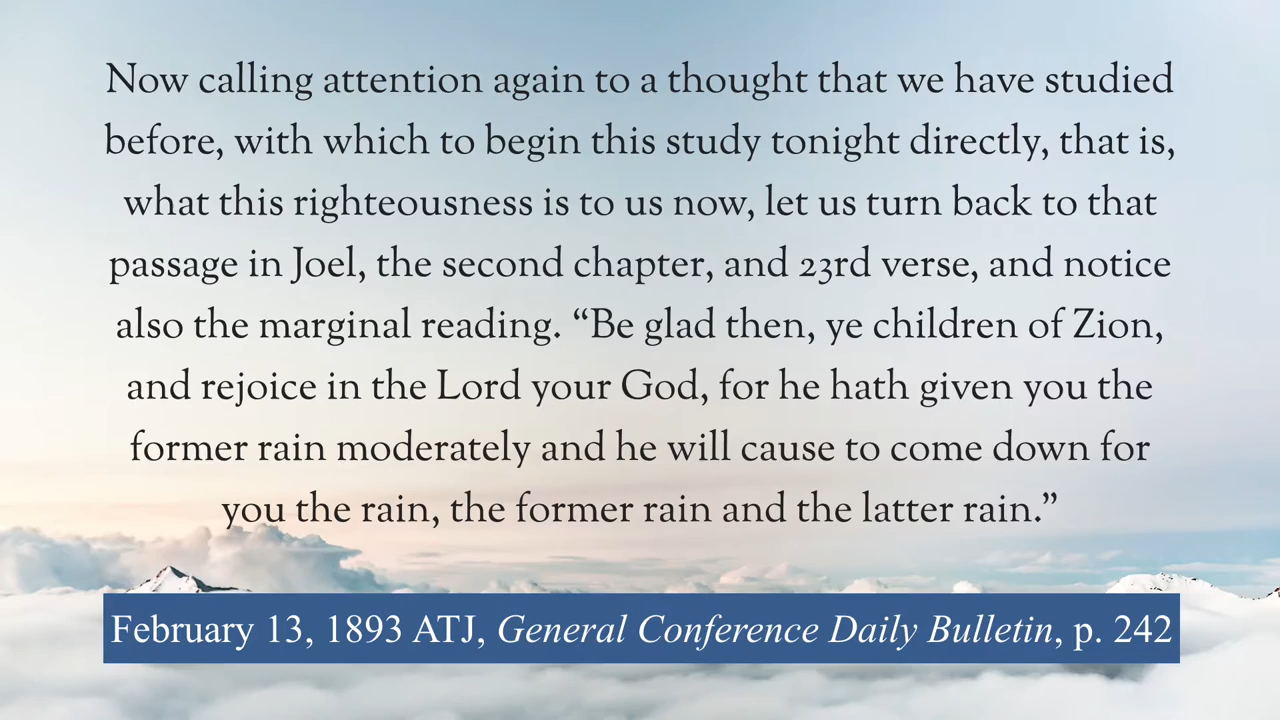 Now calling attention again to a thought that we have studied
before, with which to begin this study tonight directly, that is,
what this righteousness is to us now, let us turn back to that
passage in Joel, the second chapter, and 23rd verse, and notice
also the marginal reading. “Be glad then, ye children of Zion,
and rejoice in the Lord your God, for he hath given you the
former rain moderately and he will cause to come down for
you the rain, the former rain and the latter rain.”
February 13, 1893 ATJ, General Conference Daily Bulletin, p. 242